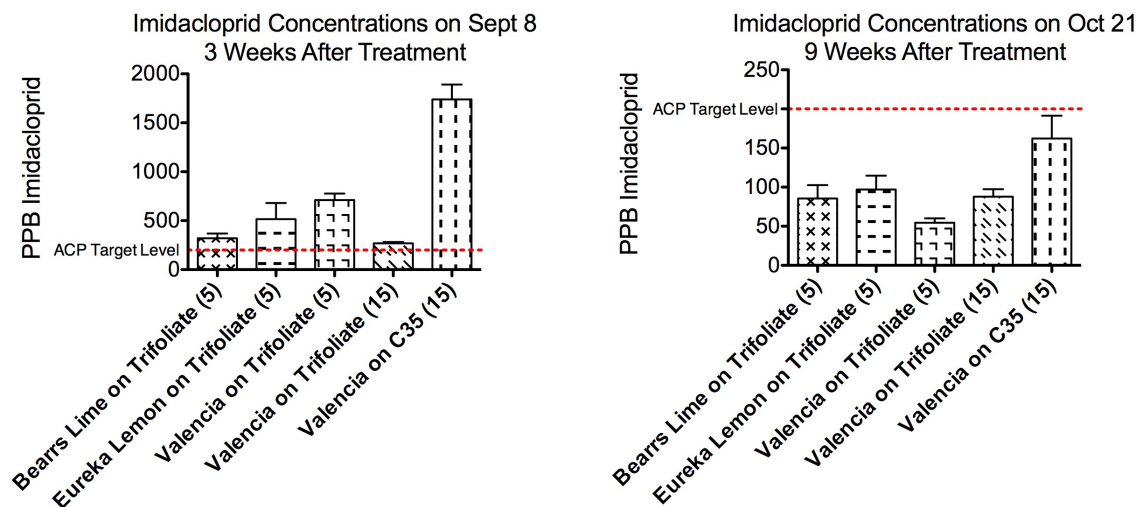 Imidacloprid Concentrations on Sept 8
3 Weeks After Treatment
PPB Imidacloprid
2000
1500
1000
500
ACP Target Level
0
Bearrs Lime on Trifoliate (5)
Eureka Lemon on Trifoliate (5)
Valencia on Trifoliate (5)
Valencia on Trifoliate (15)
Valencia on C35 (15)
Imidacloprid Concentrations on Oct 21
9 Weeks After Treatment
PPB Imidacloprid
250
ACP Target Level
150
100
50
0
Bearrs Lime on Trifoliate (5)
Eureka Lemon on Trifoliate (5)
Valencia on Trifoliate (5)
Valencia on Trifoliate (15)
Valencia on C35 (15)